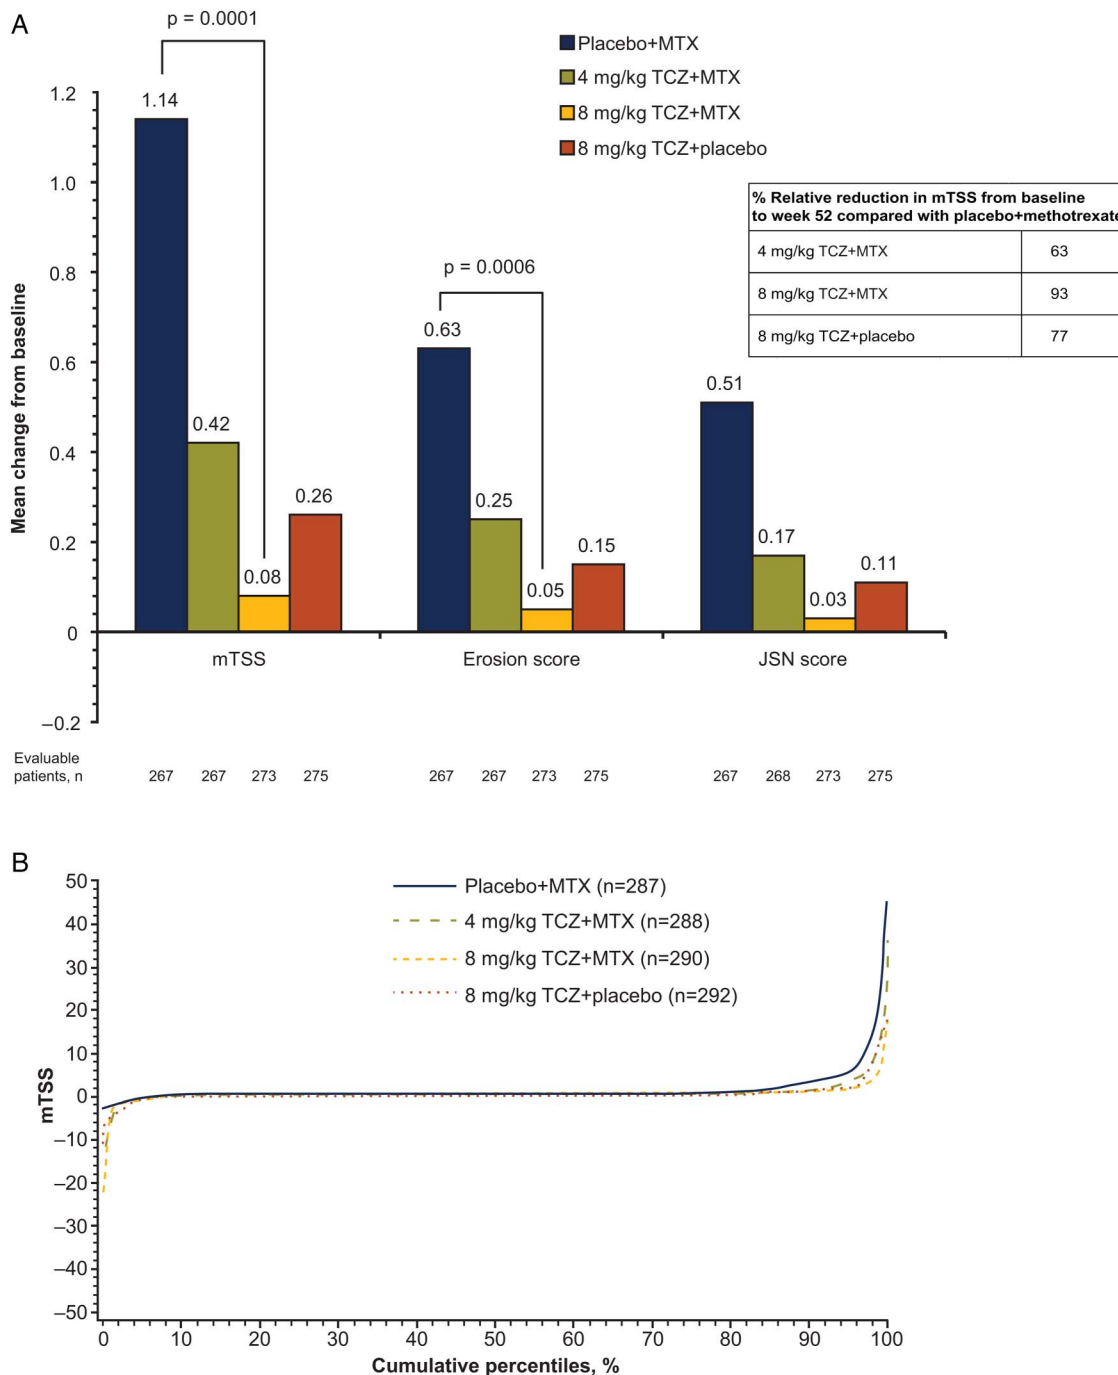 A
p = 0.0001
Placebo+MTX
4 mg/kg TCZ+MTX
8 mg/kg TCZ+MTX
8 mg/kg TCZ+placebo
% Relative reduction in mTSS from baseline
to week 52 compared with placebo+methotrexate
4 mg/kg TCZ+MTX 63
8 mg/kg TCZ+MTX 93
8 mg/kg TCZ+placebo 77
Mean change from baseline
1.2
1.0
0.8
0.6
0.4
0.2
0
–0.2
1.14
0.42
0.08
0.26
p = 0.0006
0.63
0.25
0.05
0.15
0.51
0.17
0.03
0.11
mTSS Erosion score JSN score
Evaluable
patients, n 267 267 273 275 267 267 273 275 267 268 273 275
B
Placebo+MTX (n=287)
4 mg/kg TCZ+MTX (n=288)
8 mg/kg TCZ+MTX (n=290)
8 mg/kg TCZ+placebo (n=292)
mTSS
50
40
30
20
10
0
–10
–20
–30
–40
–50
0 10 20 30 40 50 60 70 80 90 100
Cumulative percentiles, %